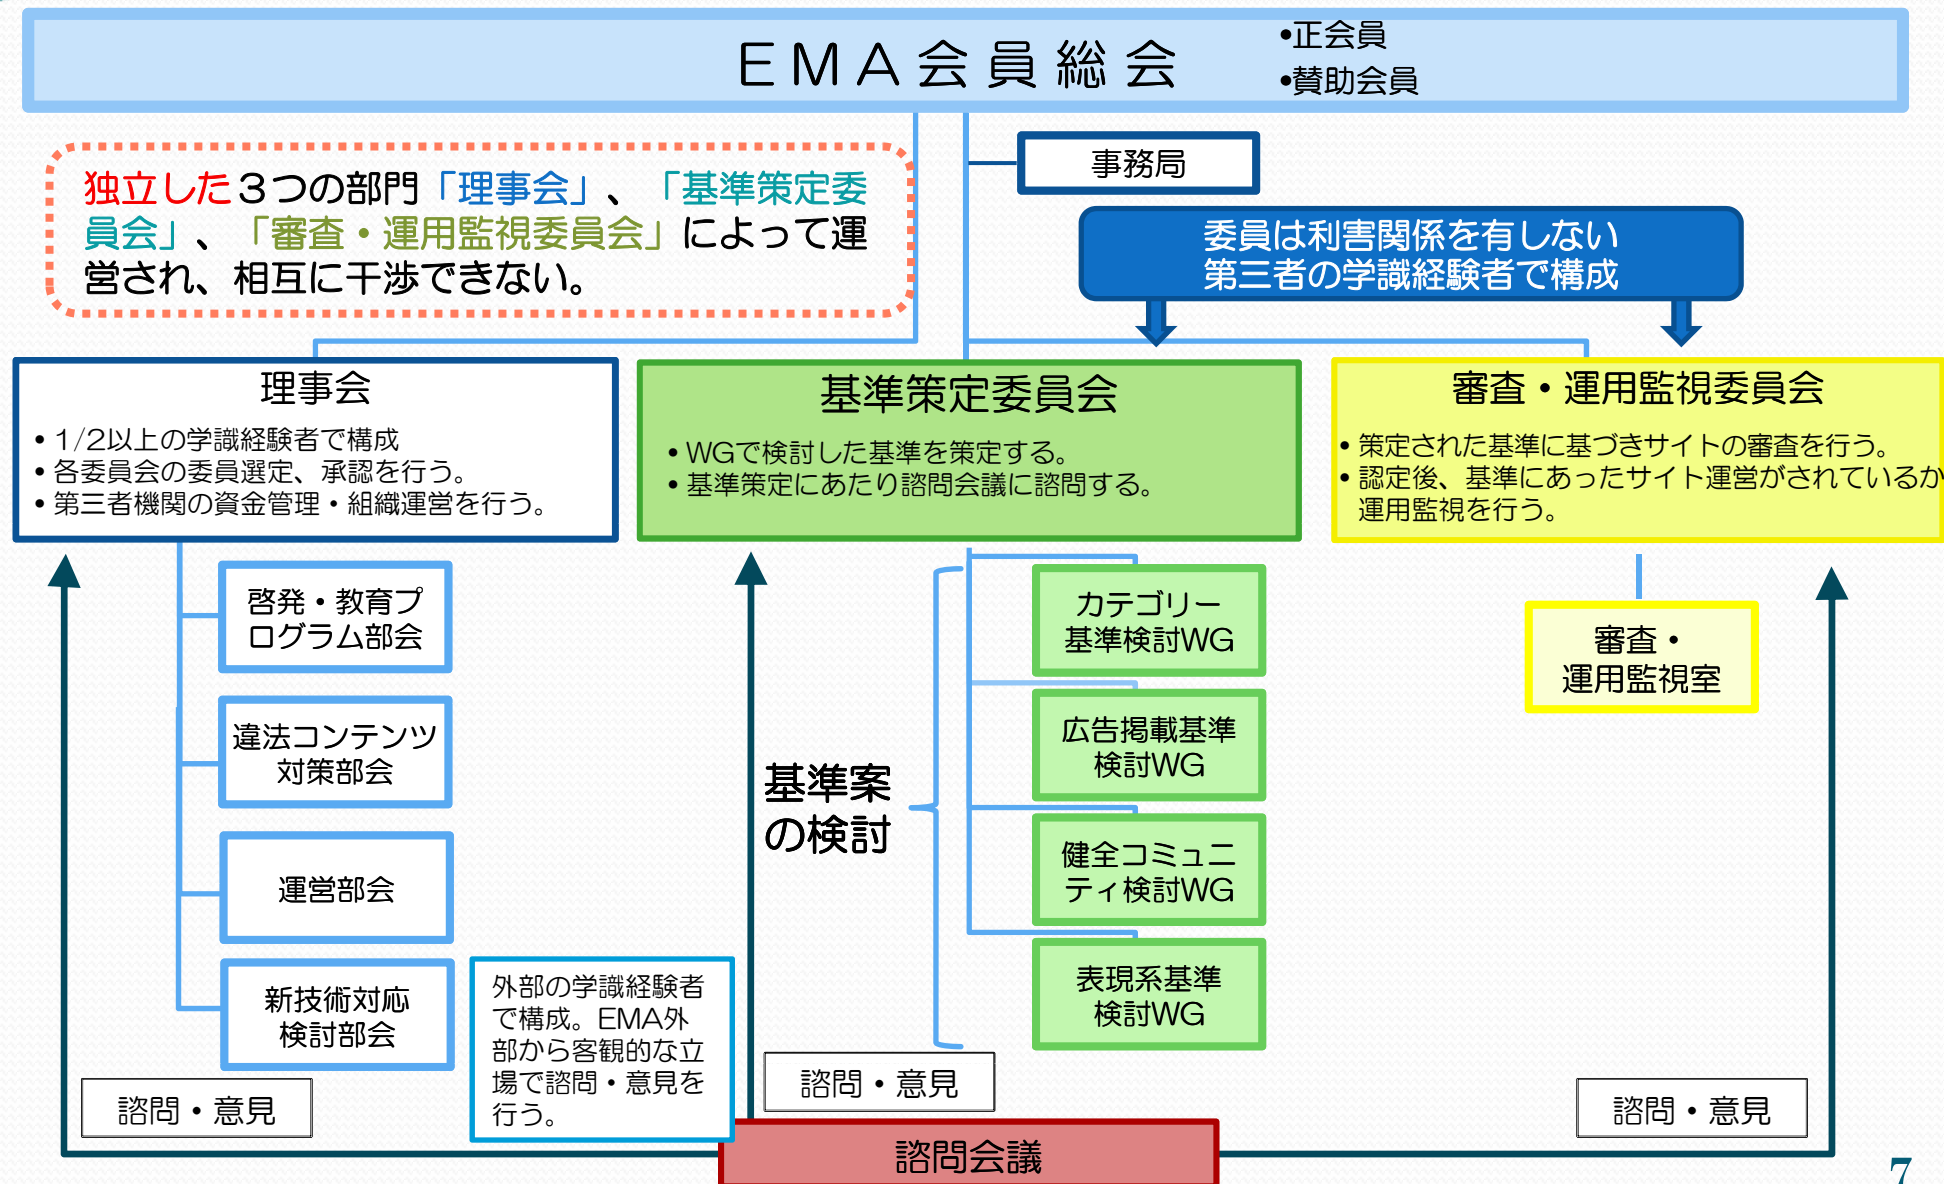 EMA会員総会
•正会員
•賛助会員
事務局
独立した3つの部門「理事会」、「基準策定委
員会」、「審査・運用監視委員会」によって運
営され、相互に干渉できない。
委員は利害関係を有しない
第三者の学識経験者で構成
理事会
• 1/2以上の学識経験者で構成
• 各委員会の委員選定、承認を行う。
• 第三者機関の資金管理・組織運営を行う。
基準策定委員会
• WGで検討した基準を策定する。
• 基準策定にあたり諮問会議に諮問する。
審査・運用監視委員会
• 策定された基準に基づきサイトの審査を行う。
• 認定後、基準にあったサイト運営がされているか
運用監視を行う。
啓発・教育プ
ログラム部会
違法コンテンツ
対策部会
運営部会
新技術対応
検討部会
基準案
の検討
カテゴリー
基準検討WG
広告掲載基準
検討WG
健全コミュニ
ティ検討WG
表現系基準
検討WG
審査・
運用監視室
外部の学識経験者
で構成。EMA外
部から客観的な立
場で諮問・意見を
行う。
諮問・意見
諮問・意見
諮問・意見
諮問会議
7